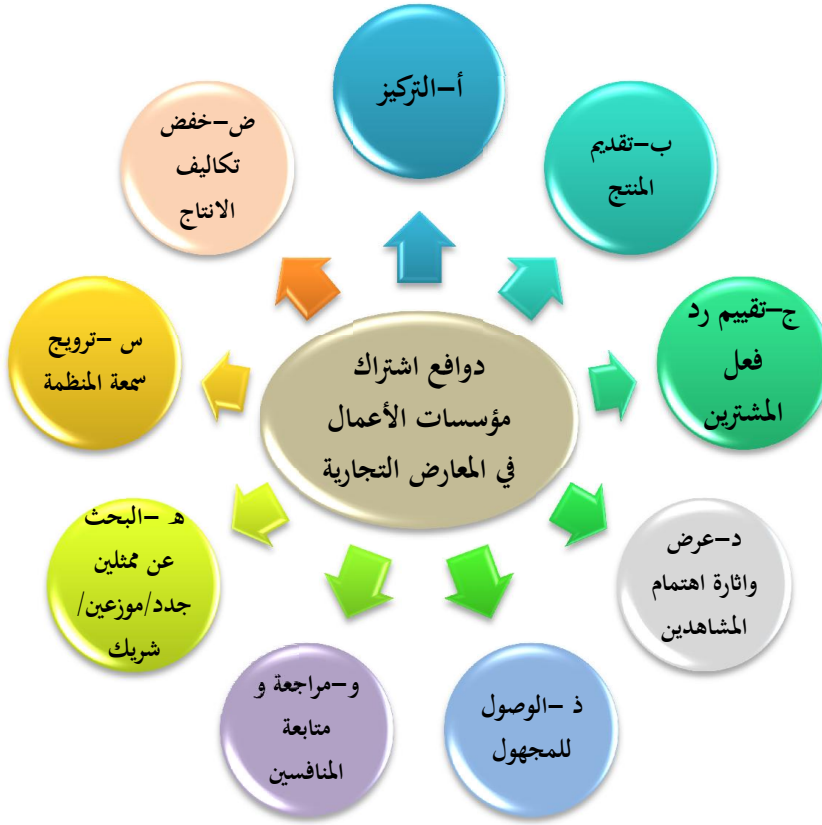 دوافع اشتراك
مؤسسات الأعمال
في المعارض التجارية
أ–التركيز
ب–تقديم
المنتج
ج–تقييم رد
فعل
المشترين
د–عرض
واثارة اهتمام
المشاهدين
ذ –الوصول
للمجهول
و–مراجعة و
متابعة
المنافسين
هـ –البحث
عن ممثلين
جدد/موزعين/
شريك
س –ترويج
سمعة المنظمة
ض–خفض
تكاليف
الانتاج